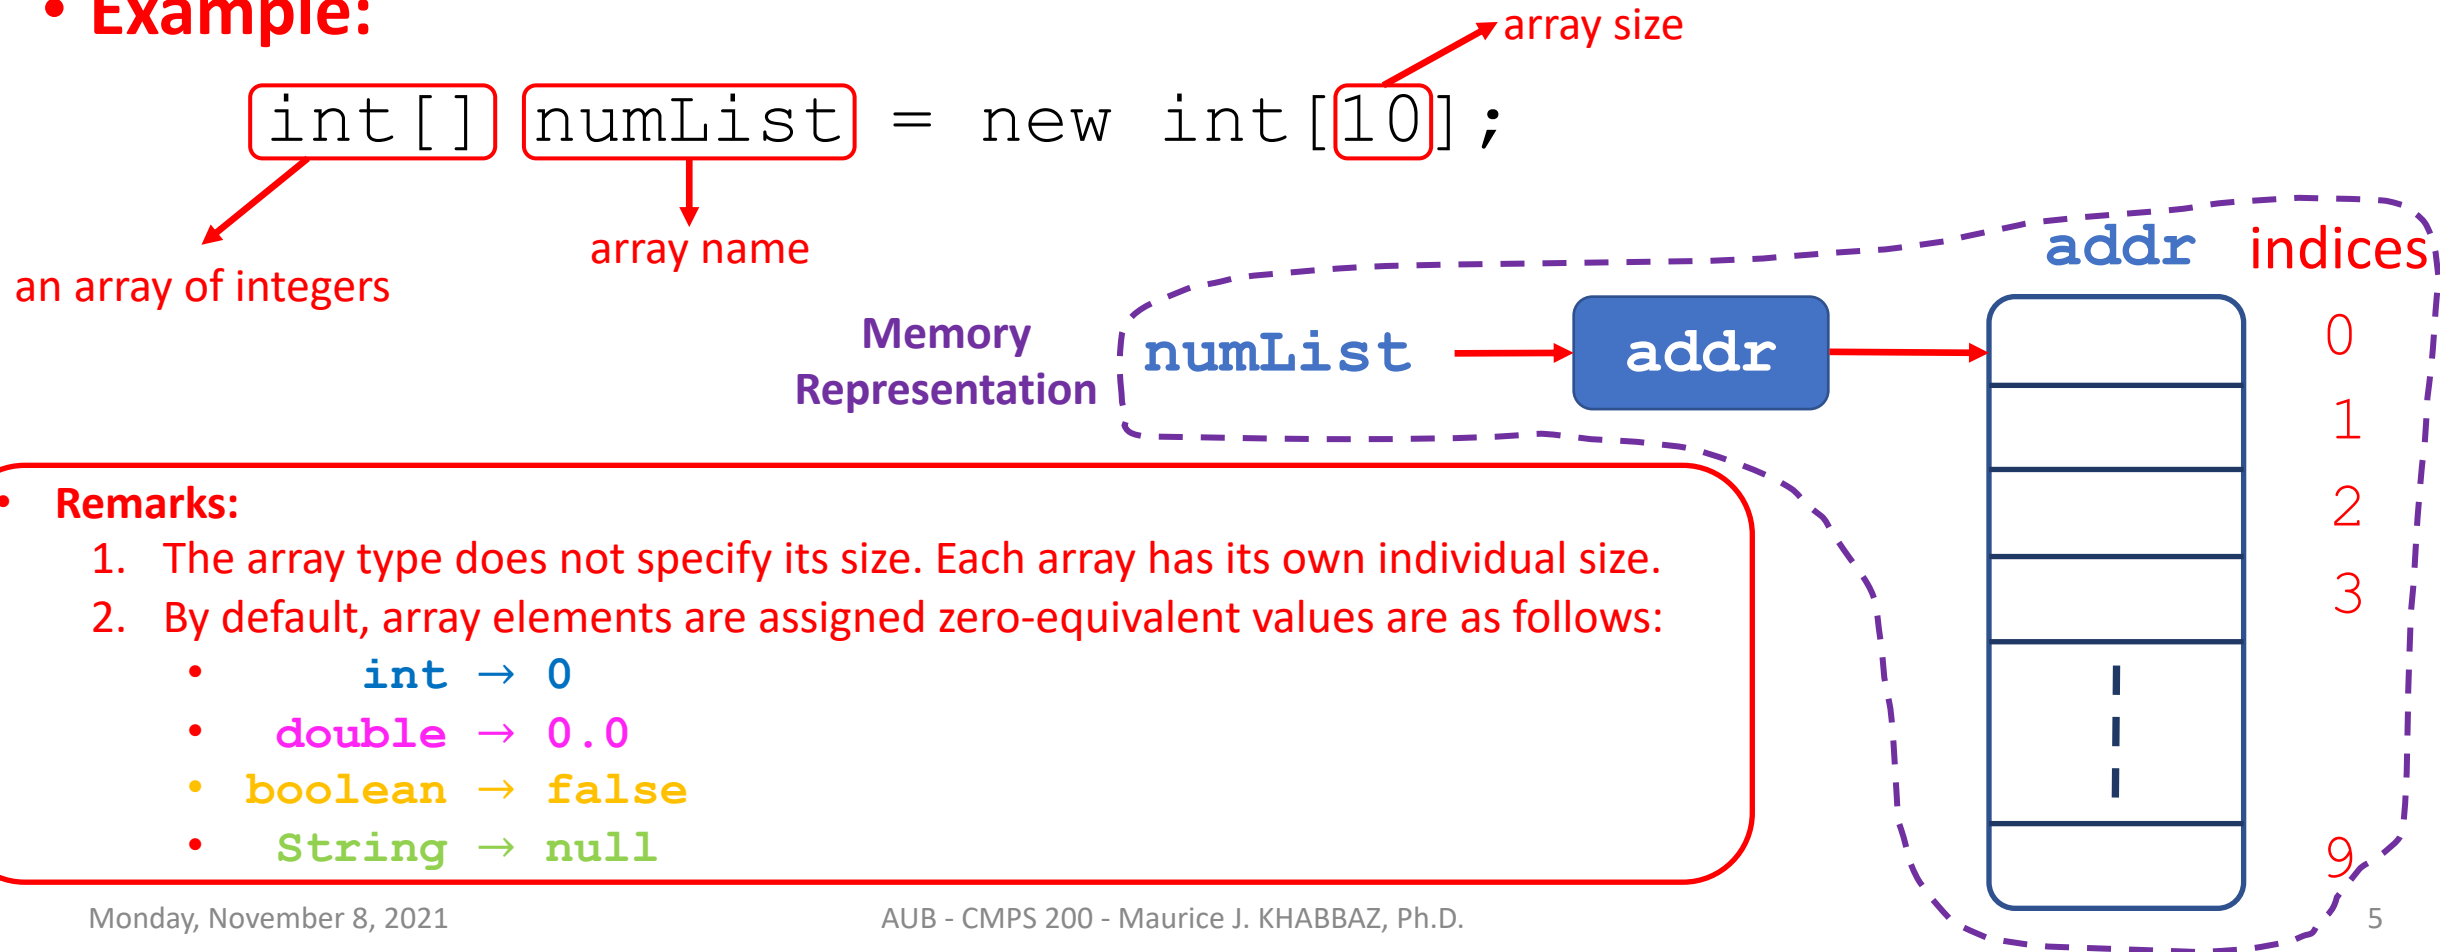 • Example:
array size
int[] numList = new int[10];
array name
an array of integers
addr indices
Memory
Representation
numList addr
0
1
2
3
9
• Remarks:
1. The array type does not specify its size. Each array has its own individual size.
2. By default, array elements are assigned zero-equivalent values are as follows:
• int → 0
• double → 0.0
• boolean → false
• String → null
Monday, November 8, 2021
AUB - CMPS 200 - Maurice J. KHABBAZ, Ph.D.
5